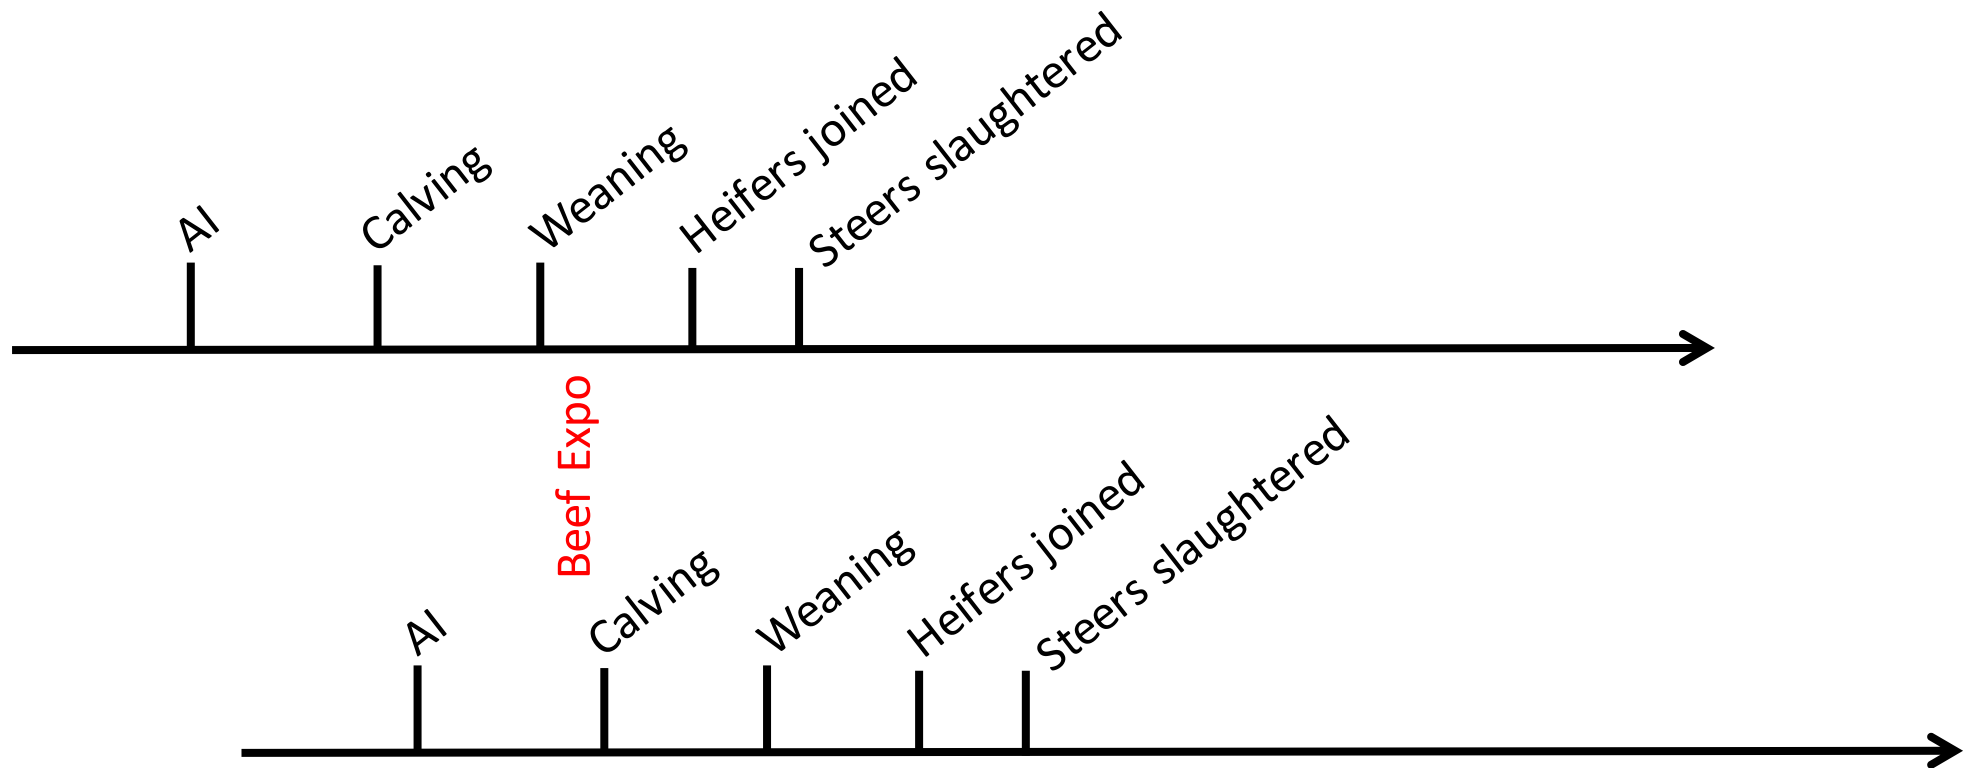 AI
Calving
Weaning
Heifers joined
Steers slaughtered
Beef Expo
AI
Calving
Weaning
Heifers joined
Steers slaughtered